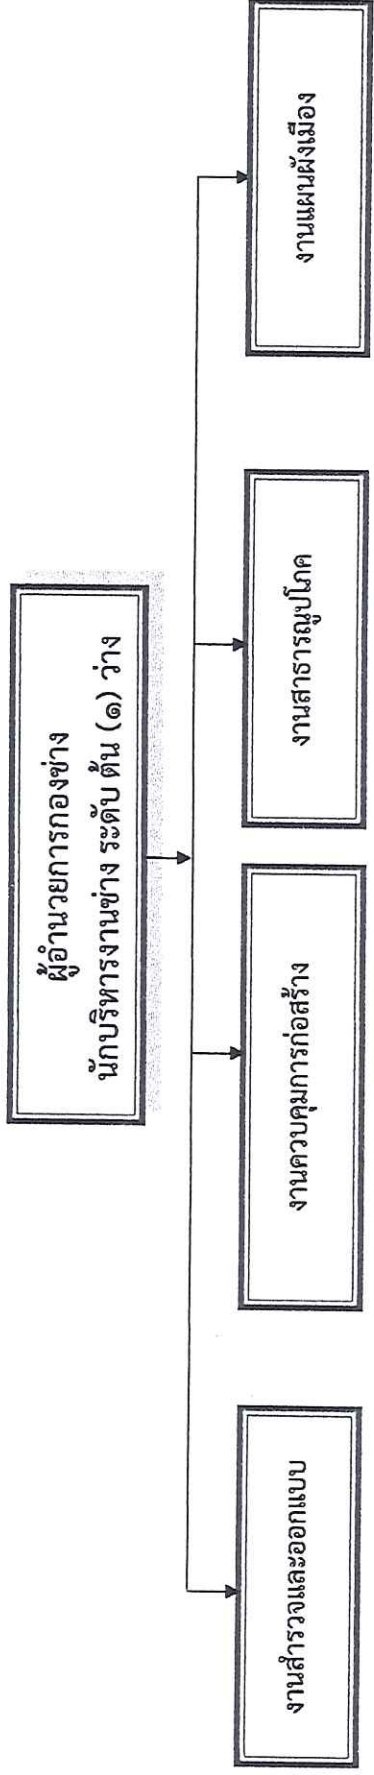 ผู้อำนวยการกองช่าง
นักบริหารงานช่าง ระดับ ต้น (๑) ว่าง
งานสำรวจและออกแบบ
งานควบคุมการก่อสร้าง
งานสาธารณูปโภค
งานแผนผังเมือง